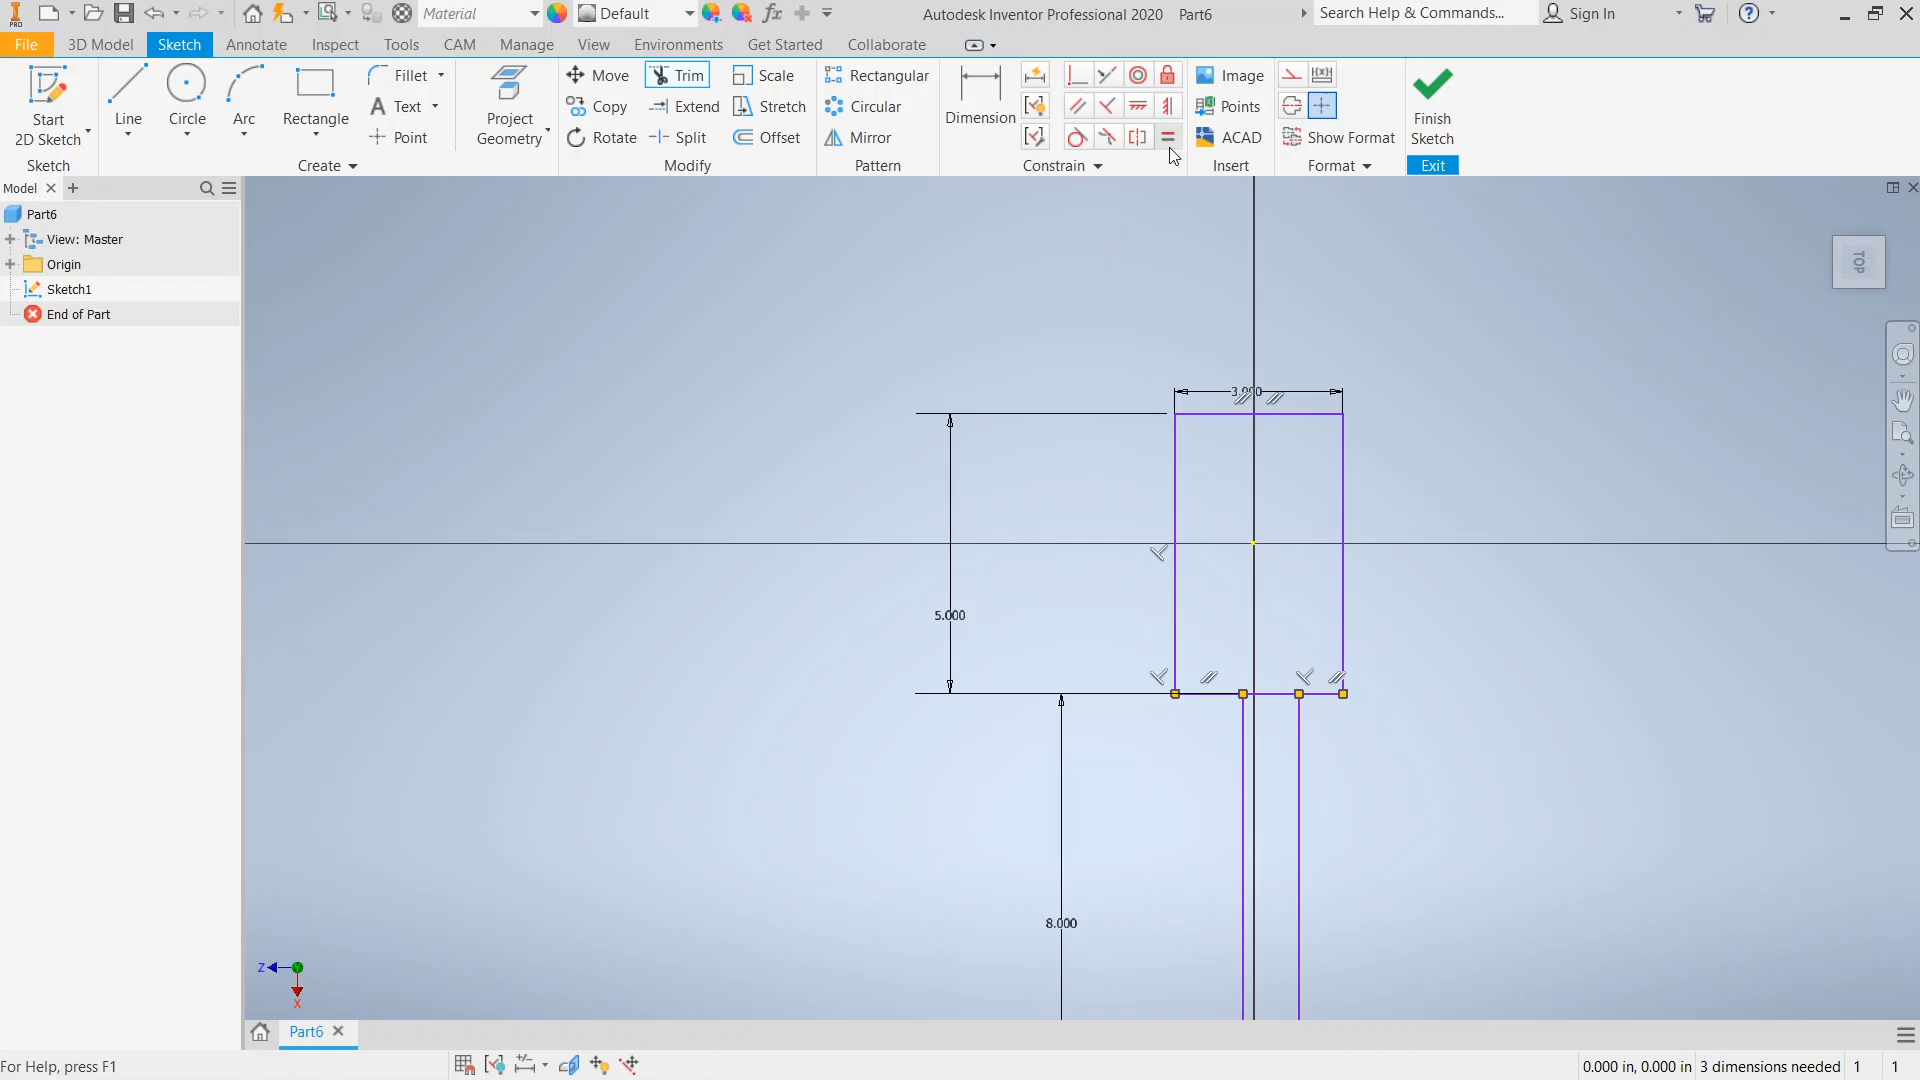 PRO Material Default fx Autodesk Inventor Professional 2020 Part6 Search Help & Commands... Sign In
File 3D Model Sketch Annotate Inspect Tools CAM Manage View Environments Get Started Collaborate
Start
2D Sketch
Line
Circle
Arc
Rectangle
Fillet
Text
Point
Project
Geometry
Move
Copy
Rotate
Trim
Extend
Split
Scale
Stretch
Offset
Rectangular
Circular
Mirror
Dimension
Image
Points
ACAD
Show Format
Finish
Sketch
Sketch Create Modify Pattern Constrain Insert Format Exit
Model
Part6
View: Master
Origin
Sketch1
End of Part
TOP
5.000
8.000
Z
X
Part6
For Help, press F1 0.000 in, 0.000 in 3 dimensions needed 1 1